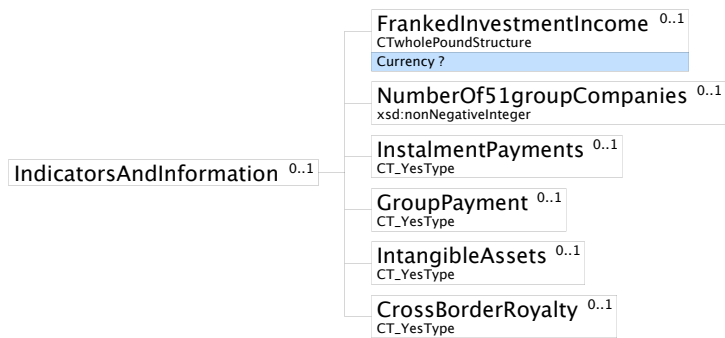 FrankedInvestmentIncome 0..1
CTwholePoundStructure
Currency ?
NumberOf51groupCompanies 0..1
xsd:nonNegativeInteger
IndicatorsAndInformation 0..1
InstalmentPayments 0..1
CT_YesType
GroupPayment 0..1
CT_YesType
IntangibleAssets 0..1
CT_YesType
CrossBorderRoyalty 0..1
CT_YesType